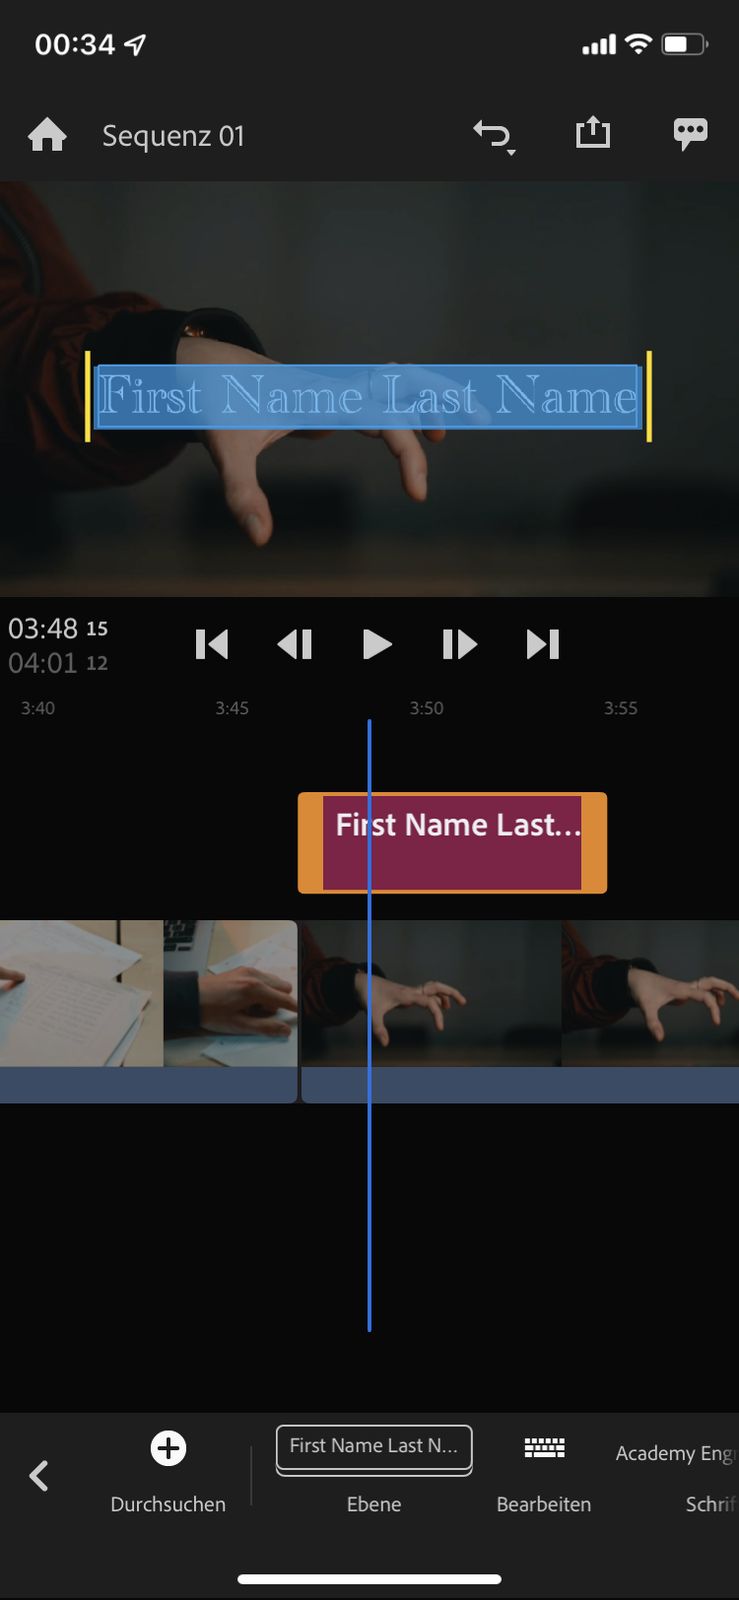 00:34
Sequenz 01
First Name Last Name
03:48 15
04:01 12
3:40 3:45 3:50 3:55
First Name Last...
First Name Last N...
Academy Eng
Durchsuchen Ebene Bearbeiten Schrif